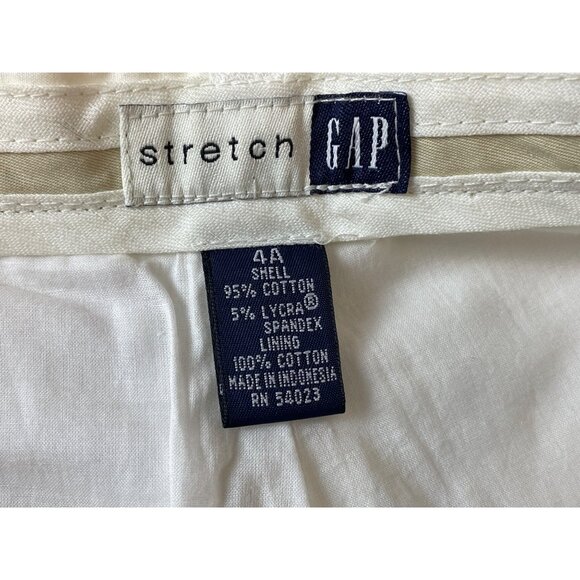 stretch GAP
4A
SHELL
95% COTTON
5% LYCRA®
SPANDEX
LINING
100% COTTON
MADE IN INDONESIA
RN 54023